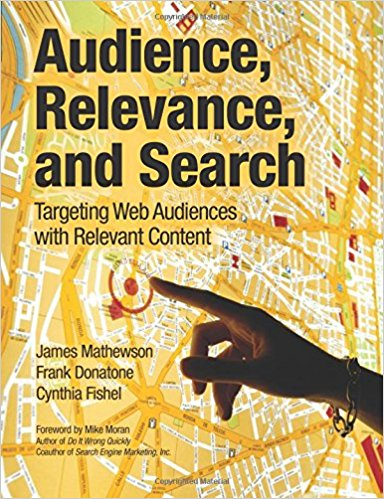 Copyrighted Material
Audience,
Relevance,
and Search
Targeting Web Audiences
with Relevant Content
James Mathewson
Frank Donatone
Cynthia Fishel
Foreword by Mike Moran
Author of Do It Wrong Quickly
Coauthor of Search Engine Marketing, Inc.
Copyrighted Material